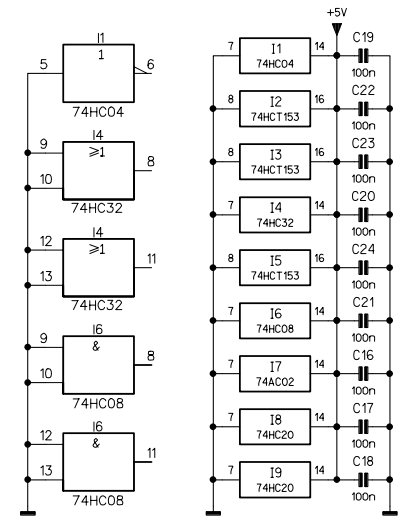 I1
1
5
6
74HC04
I4
≥1
9
8
10
74HC32
I4
≥1
12
11
13
74HC32
I6
&
9
8
10
74HC08
I6
&
12
11
13
74HC08
+5V
7 I1 14 C19
74HC04 100n
8 I2 16 C22
74HCT153 100n
8 I3 16 C23
74HCT153 100n
7 I4 14 C20
74HC32 100n
8 I5 16 C24
74HCT153 100n
7 I6 14 C21
74HC08 100n
7 I7 14 C16
74AC02 100n
7 I8 14 C17
74HC20 100n
7 I9 14 C18
74HC20 100n